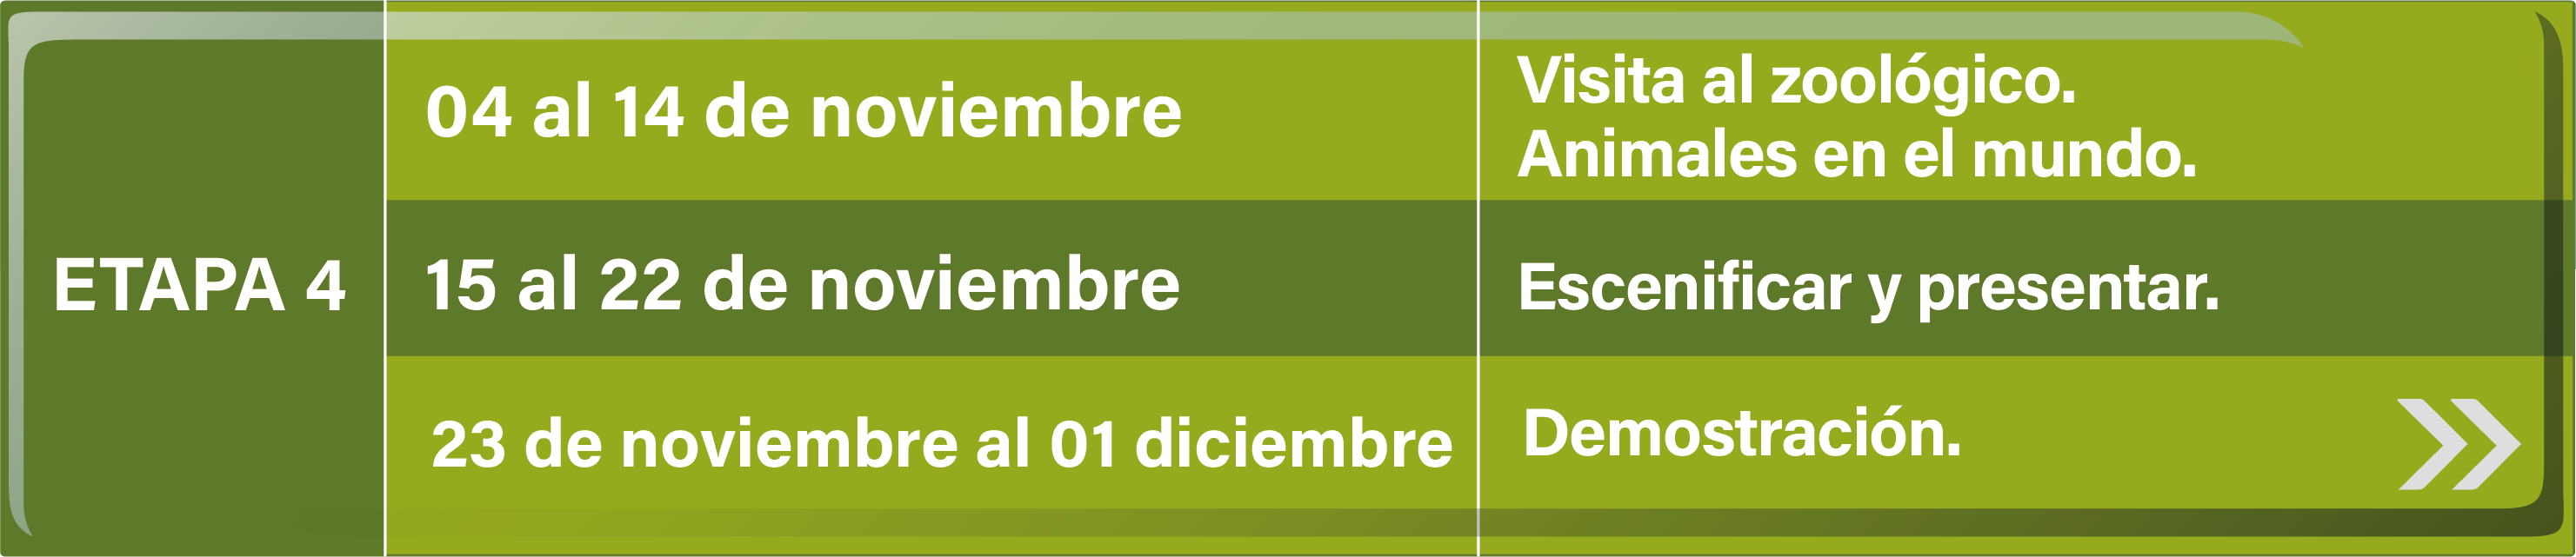 ETAPA 4
04 al 14 de noviembre
Visita al zoológico.
Animales en el mundo.
15 al 22 de noviembre
Escenificar y presentar.
23 de noviembre al 01 diciembre
Demostración.